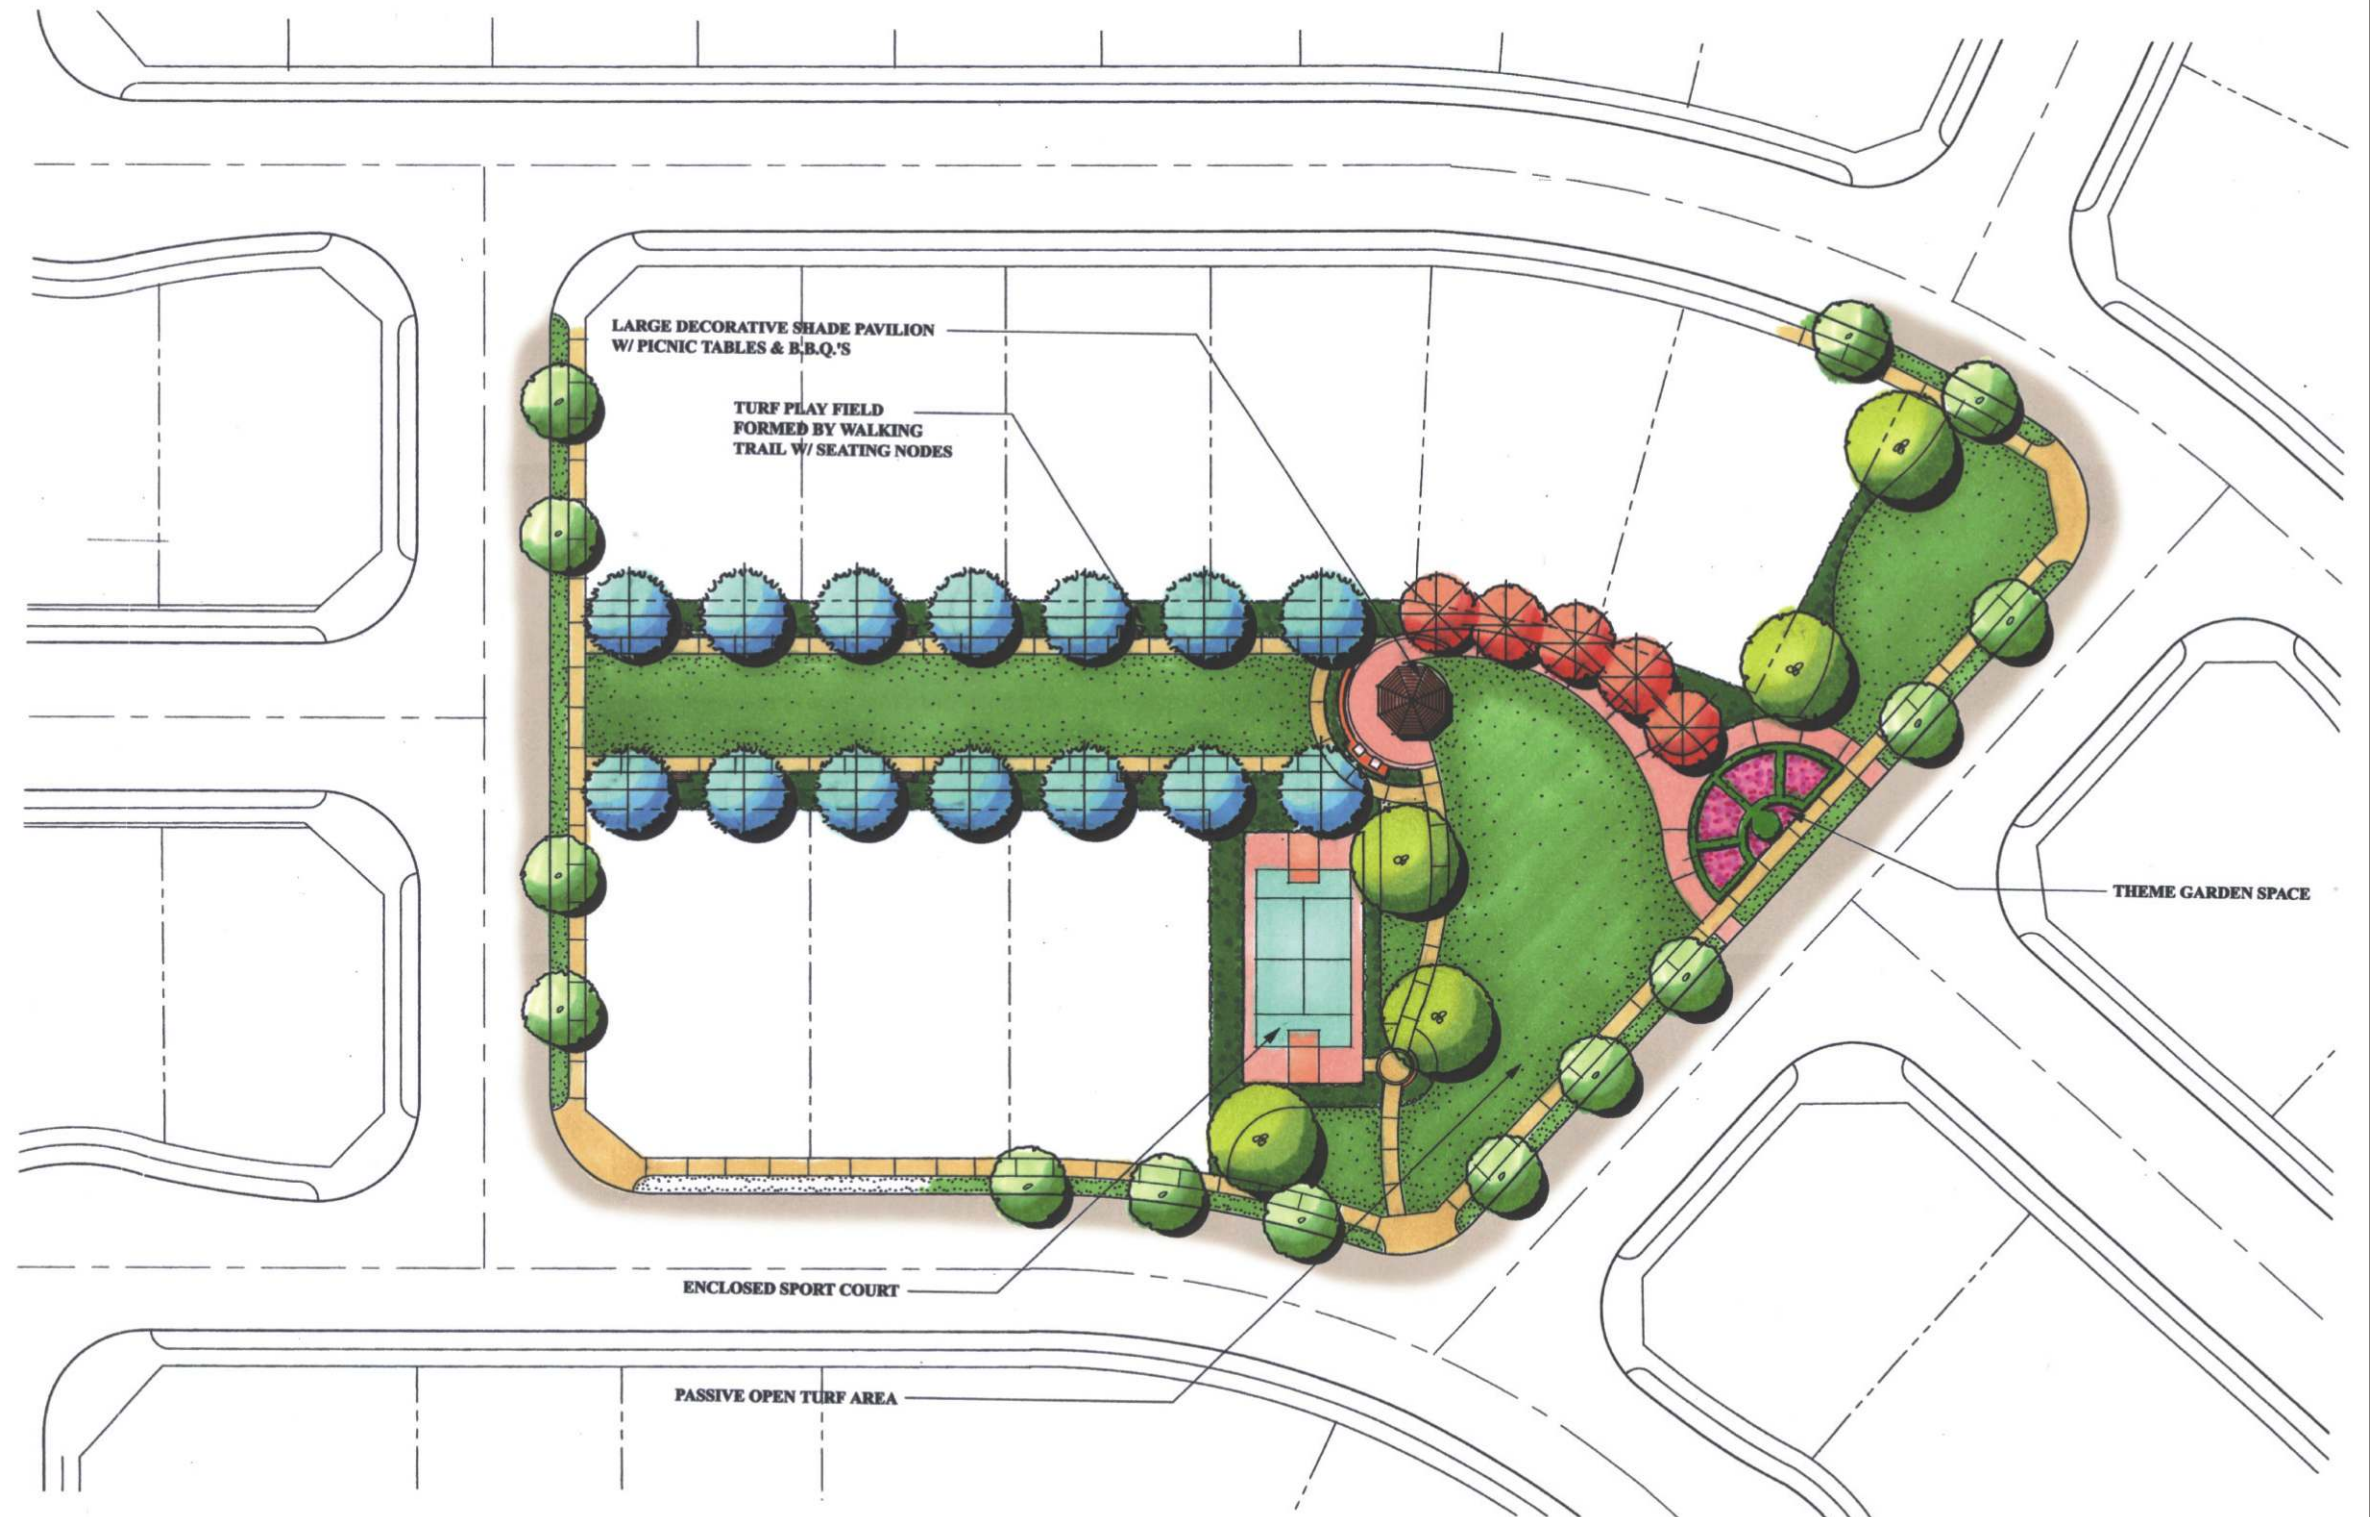 LARGE DECORATIVE SHADE PAVILION
W/ PICNIC TABLES & B.B.Q.'S
TURF PLAY FIELD
FORMED BY WALKING
TRAIL W/ SEATING NODES
THEME GARDEN SPACE
ENCLOSED SPORT COURT
PASSIVE OPEN TURF AREA